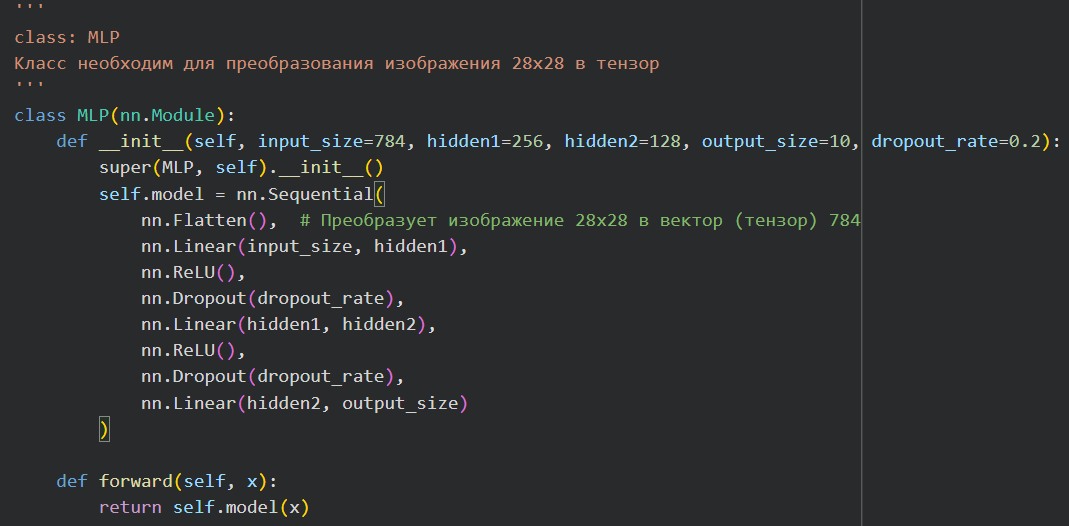 '''
class: MLP
Класс необходим для преобразования изображения 28x28 в тензор
'''
class MLP(nn.Module):
    def __init__(self, input_size=784, hidden1=256, hidden2=128, output_size=10, dropout_rate=0.2):
        super(MLP, self).__init__()
        self.model = nn.Sequential(
            nn.Flatten(),  # Преобразует изображение 28x28 в вектор (тензор) 784
            nn.Linear(input_size, hidden1),
            nn.ReLU(),
            nn.Dropout(dropout_rate),
            nn.Linear(hidden1, hidden2),
            nn.ReLU(),
            nn.Dropout(dropout_rate),
            nn.Linear(hidden2, output_size)
        )
    def forward(self, x):
        return self.model(x)